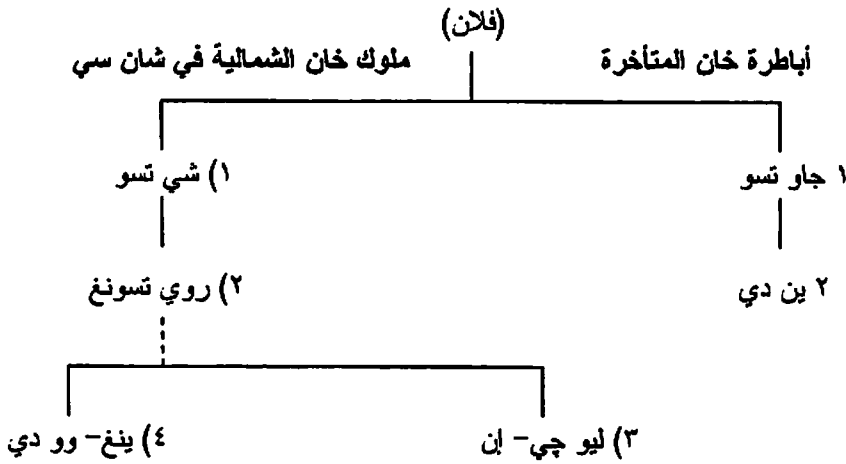 (فلان)
أباطرة خان المتأخرة
ملوك خان الشمالية في شان سي
١ جاو تسو
١) شي تسو
٢ ين دي
٢) روي تسونغ
٣) ليو جي- إن
٤) ينغ- وو دي